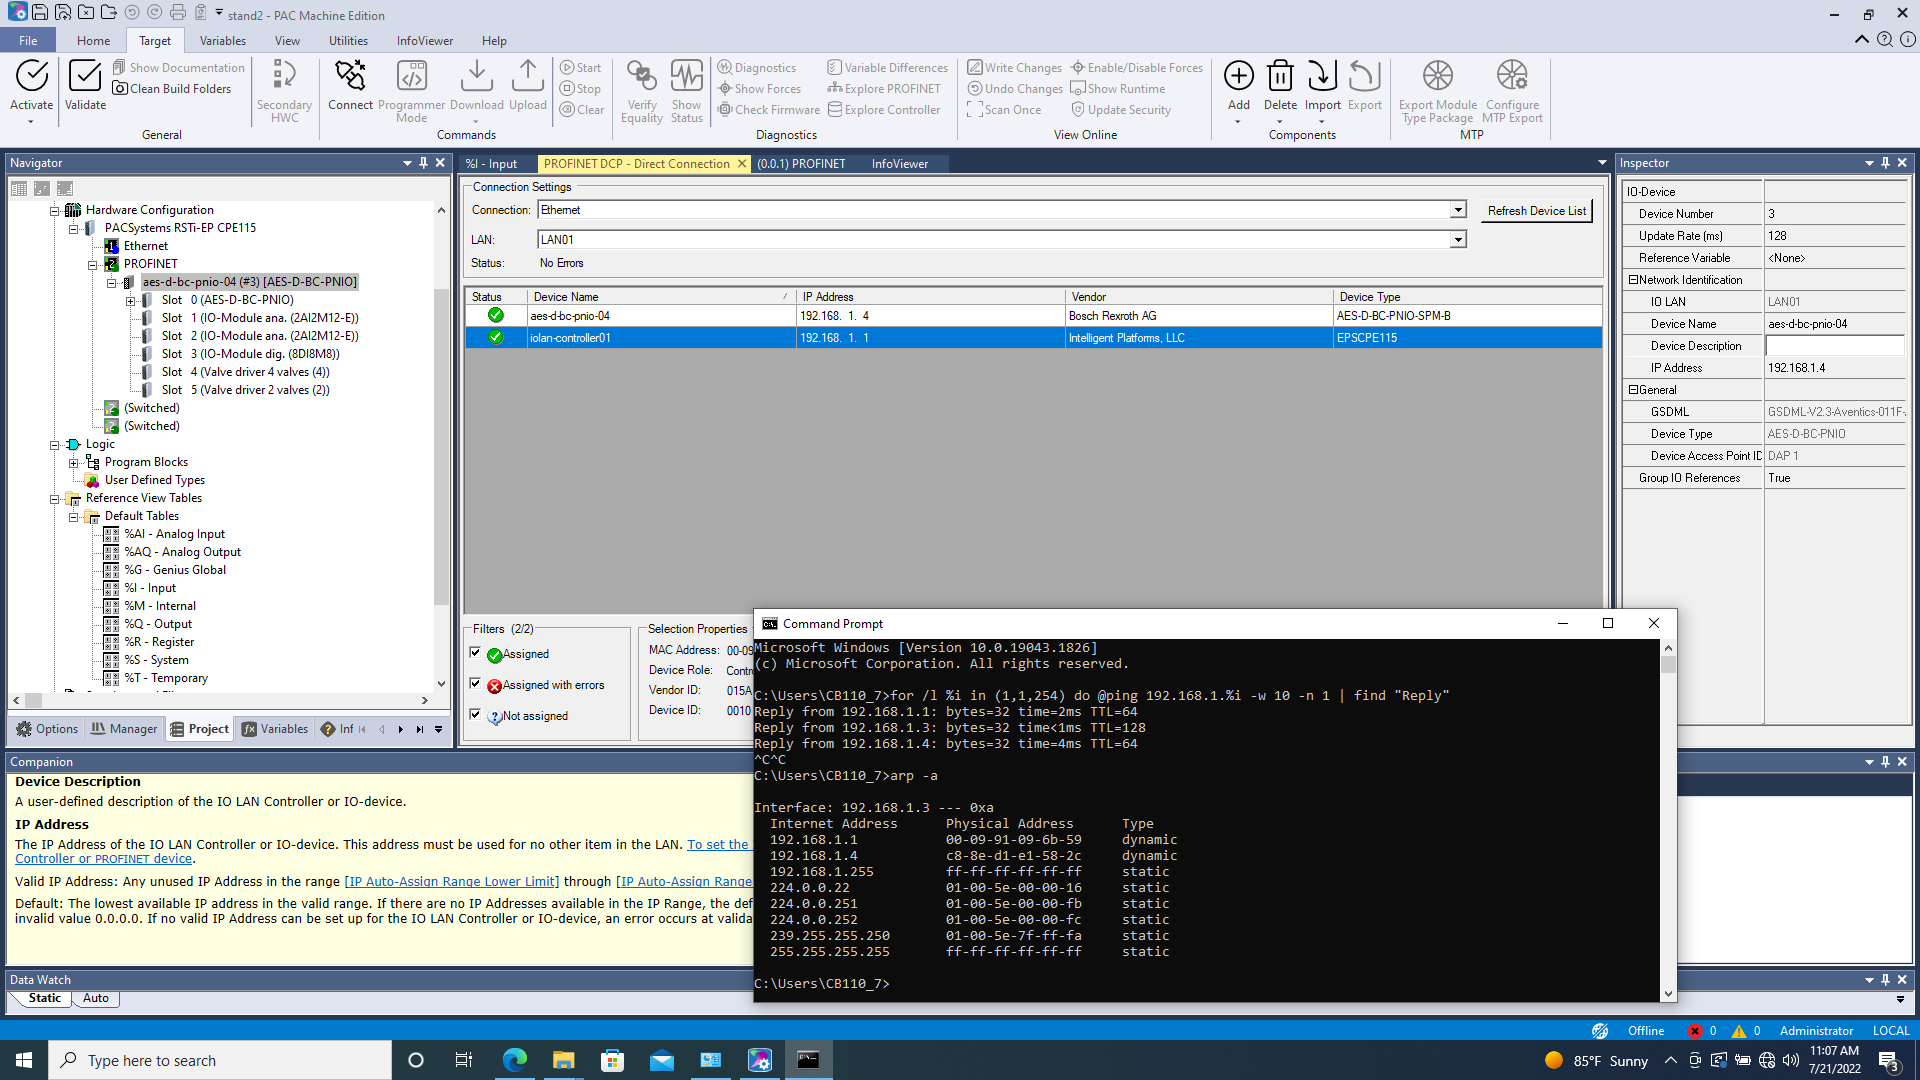 stand2 - PAC Machine Edition
File Home Target Variables View Utilities InfoViewer Help
Activate
Validate
Show Documentation
Clean Build Folders
General
Secondary
HWC
Connect
Programmer
Mode
Download
Upload
Start
Stop
Clear
Commands
Verify
Equality
Show
Status
Diagnostics
Show Forces
Check Firmware
Variable Differences
Explore PROFINET
Explore Controller
Diagnostics
Write Changes
Undo Changes
Scan Once
Enable/Disable Forces
Show Runtime
Update Security
View Online
Add
Delete
Import
Export
Components
Export Module
Type Package
Configure
MTP Export
MTP
Navigator
Hardware Configuration
PACSystems RSTi-EP CPE115
Ethernet
PROFINET
aes-d-bc-pnio-04 (#3) [AES-D-BC-PNIO]
Slot 0 (AES-D-BC-PNIO)
Slot 1 (IO-Module ana. (2AI2M12-E))
Slot 2 (IO-Module ana. (2AI2M12-E))
Slot 3 (IO-Module dig. (8DI8M8))
Slot 4 (Valve driver 4 valves (4))
Slot 5 (Valve driver 2 valves (2))
(Switched)
(Switched)
Logic
Program Blocks
User Defined Types
Reference View Tables
Default Tables
%AI - Analog Input
%AQ - Analog Output
%G - Genius Global
%I - Input
%M - Internal
%Q - Output
%R - Register
%S - System
%T - Temporary
Options Manager Project Variables Inf
%I - Input PROFINET DCP - Direct Connection (0.0.1) PROFINET InfoViewer
Connection Settings
Connection: Ethernet Refresh Device List
LAN: LAN01
Status: No Errors
Status Device Name IP Address Vendor Device Type
aes-d-bc-pnio-04 192.168. 1. 4 Bosch Rexroth AG AES-D-BC-PNIO-SPM-B
iolan-controller01 192.168. 1. 1 Intelligent Platforms, LLC EPSCPE115
Filters (2/2)
Assigned
Assigned with errors
Not assigned
Selection Properties
MAC Address: 00-09
Device Role: Contr
Vendor ID: 015A
Device ID: 0010
Inspector
IO-Device
Device Number 3
Update Rate (ms) 128
Reference Variable <None>
Network Identification
IO LAN LAN01
Device Name aes-d-bc-pnio-04
Device Description
IP Address 192.168.1.4
General
GSDML GSDML-V2.3-Aventics-011F-
Device Type AES-D-BC-PNIO
Device Access Point ID DAP 1
Group IO References True
Companion
Device Description
A user-defined description of the IO LAN Controller or IO-device.
IP Address
The IP Address of the IO LAN Controller or IO-device. This address must be used for no other item in the LAN. To set the
Controller or PROFINET device.
Valid IP Address: Any unused IP Address in the range [IP Auto-Assign Range Lower Limit] through [IP Auto-Assign Range
Default: The lowest available IP address in the valid range. If there are no IP Addresses available in the IP Range, the def
invalid value 0.0.0.0. If no valid IP Address can be set up for the IO LAN Controller or IO-device, an error occurs at valida
Data Watch
Static Auto
Command Prompt
Microsoft Windows [Version 10.0.19043.1826]
(c) Microsoft Corporation. All rights reserved.
C:\Users\CB110_7>for /l %i in (1,1,254) do @ping 192.168.1.%i -w 10 -n 1 | find "Reply"
Reply from 192.168.1.1: bytes=32 time=2ms TTL=64
Reply from 192.168.1.3: bytes=32 time<1ms TTL=128
Reply from 192.168.1.4: bytes=32 time=4ms TTL=64
^C^C
C:\Users\CB110_7>arp -a
Interface: 192.168.1.3 --- 0xa
Internet Address Physical Address Type
192.168.1.1 00-09-91-09-6b-59 dynamic
192.168.1.4 c8-8e-d1-e1-58-2c dynamic
192.168.1.255 ff-ff-ff-ff-ff-ff static
224.0.0.22 01-00-5e-00-00-16 static
224.0.0.251 01-00-5e-00-00-fb static
224.0.0.252 01-00-5e-00-00-fc static
239.255.255.250 01-00-5e-7f-ff-fa static
255.255.255.255 ff-ff-ff-ff-ff-ff static
C:\Users\CB110_7>
Offline 0 0 Administrator LOCAL
Type here to search
85°F Sunny
11:07 AM
7/21/2022
3